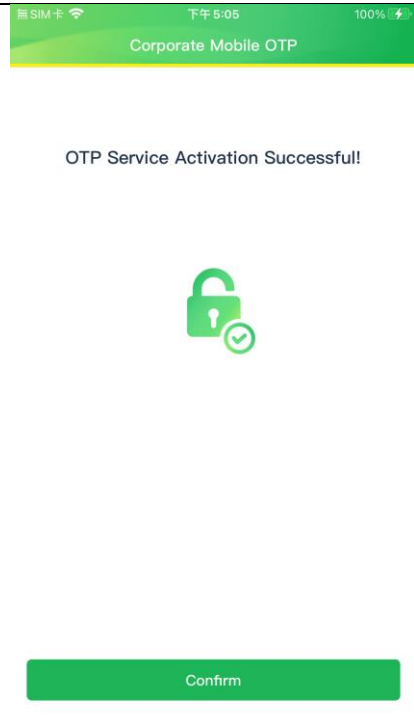 無SIM卡 下午5:05 100%
Corporate Mobile OTP
OTP Service Activation Successful!
Confirm